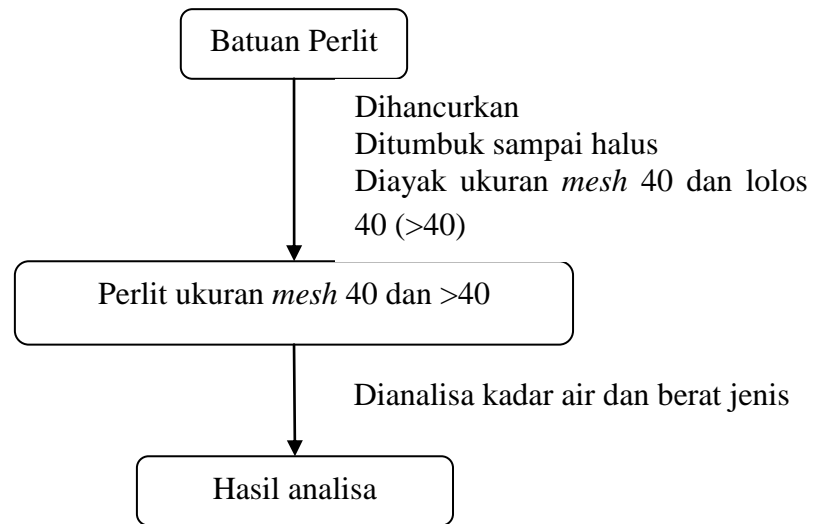 Batuan Perlit
Dihancurkan
Ditumbuk sampai halus
Diayak ukuran mesh 40 dan lolos
40 (>40)
Perlit ukuran mesh 40 dan >40
Dianalisa kadar air dan berat jenis
Hasil analisa